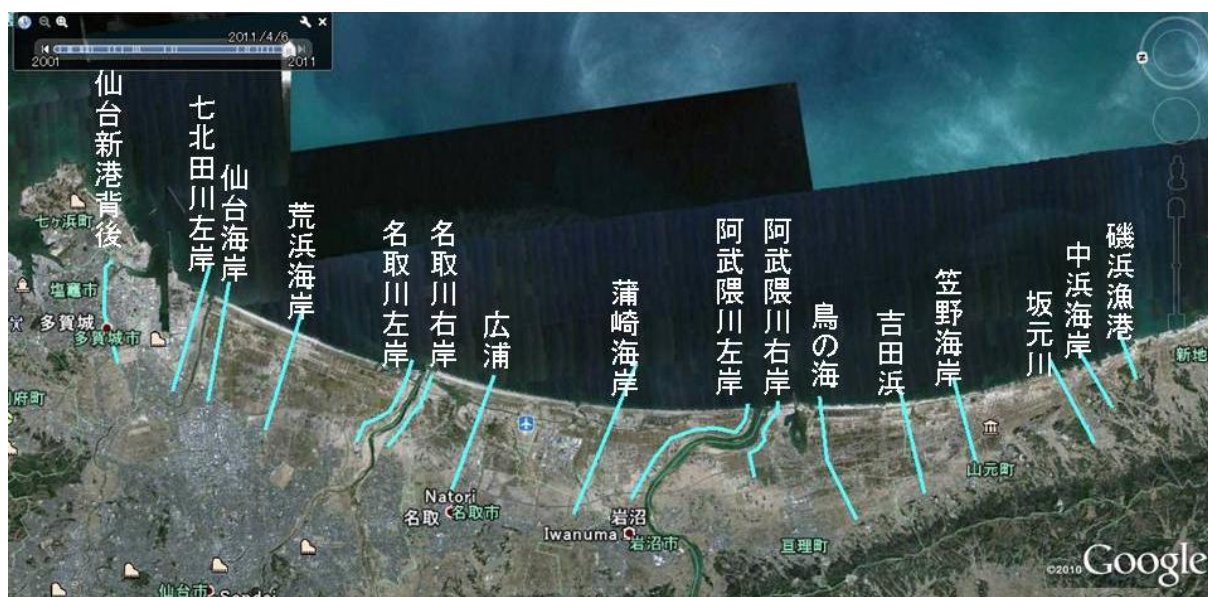 2011/4/6
2001
2011
仙台新港背後
七北田川左岸
仙台海岸
荒浜海岸
名取川左岸
名取川右岸
広浦
蒲崎海岸
阿武隈川左岸
阿武隈川右岸
鳥の海
吉田浜
笠野海岸
坂元川
中浜海岸
磯浜漁港
N
七ヶ浜町
塩竈市
多賀城
多賀城市
府町
新地
山元町
Natori
名取
名取市
岩沼
Iwanuma
岩沼市
亘理町
仙台市
Sendai
©2010 Google